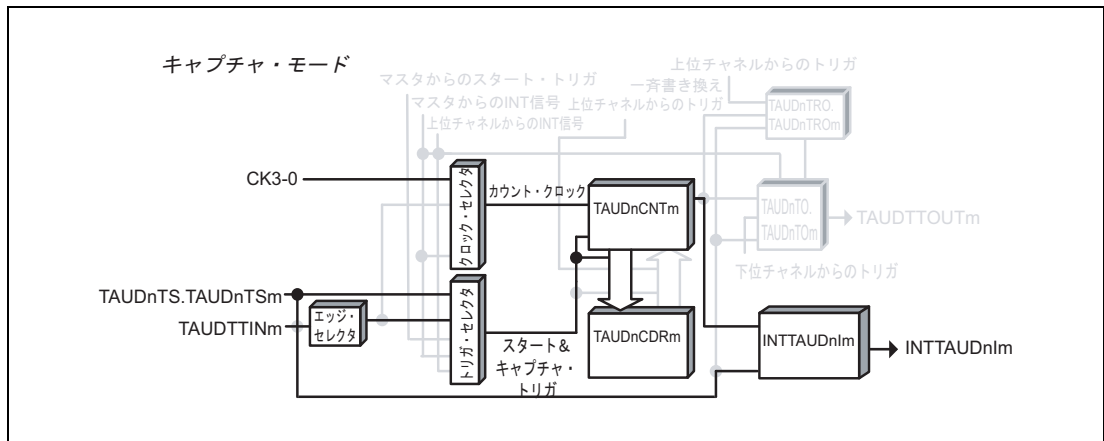 キャプチャ・モード
上位チャネルからのトリガ
マスタからのスタート・トリガ
一斉書き換え
マスタからのINT信号
上位チャネルからのトリガ
上位チャネルからのINT信号
TAUDnTRO.
TAUDnTROm
CK3-0
クロック・セレクタ
カウント・クロック
TAUDnCNTm
TAUDnTO.
TAUDnTOm
TAUDTTOUTm
下位チャネルからのトリガ
TAUDnTS.TAUDnTSm
TAUDTTINm
エッジ・
セレクタ
トリガ・セレクタ
スタート&
キャプチャ・
トリガ
TAUDnCDRm
INTTAUDnIm
INTTAUDnIm